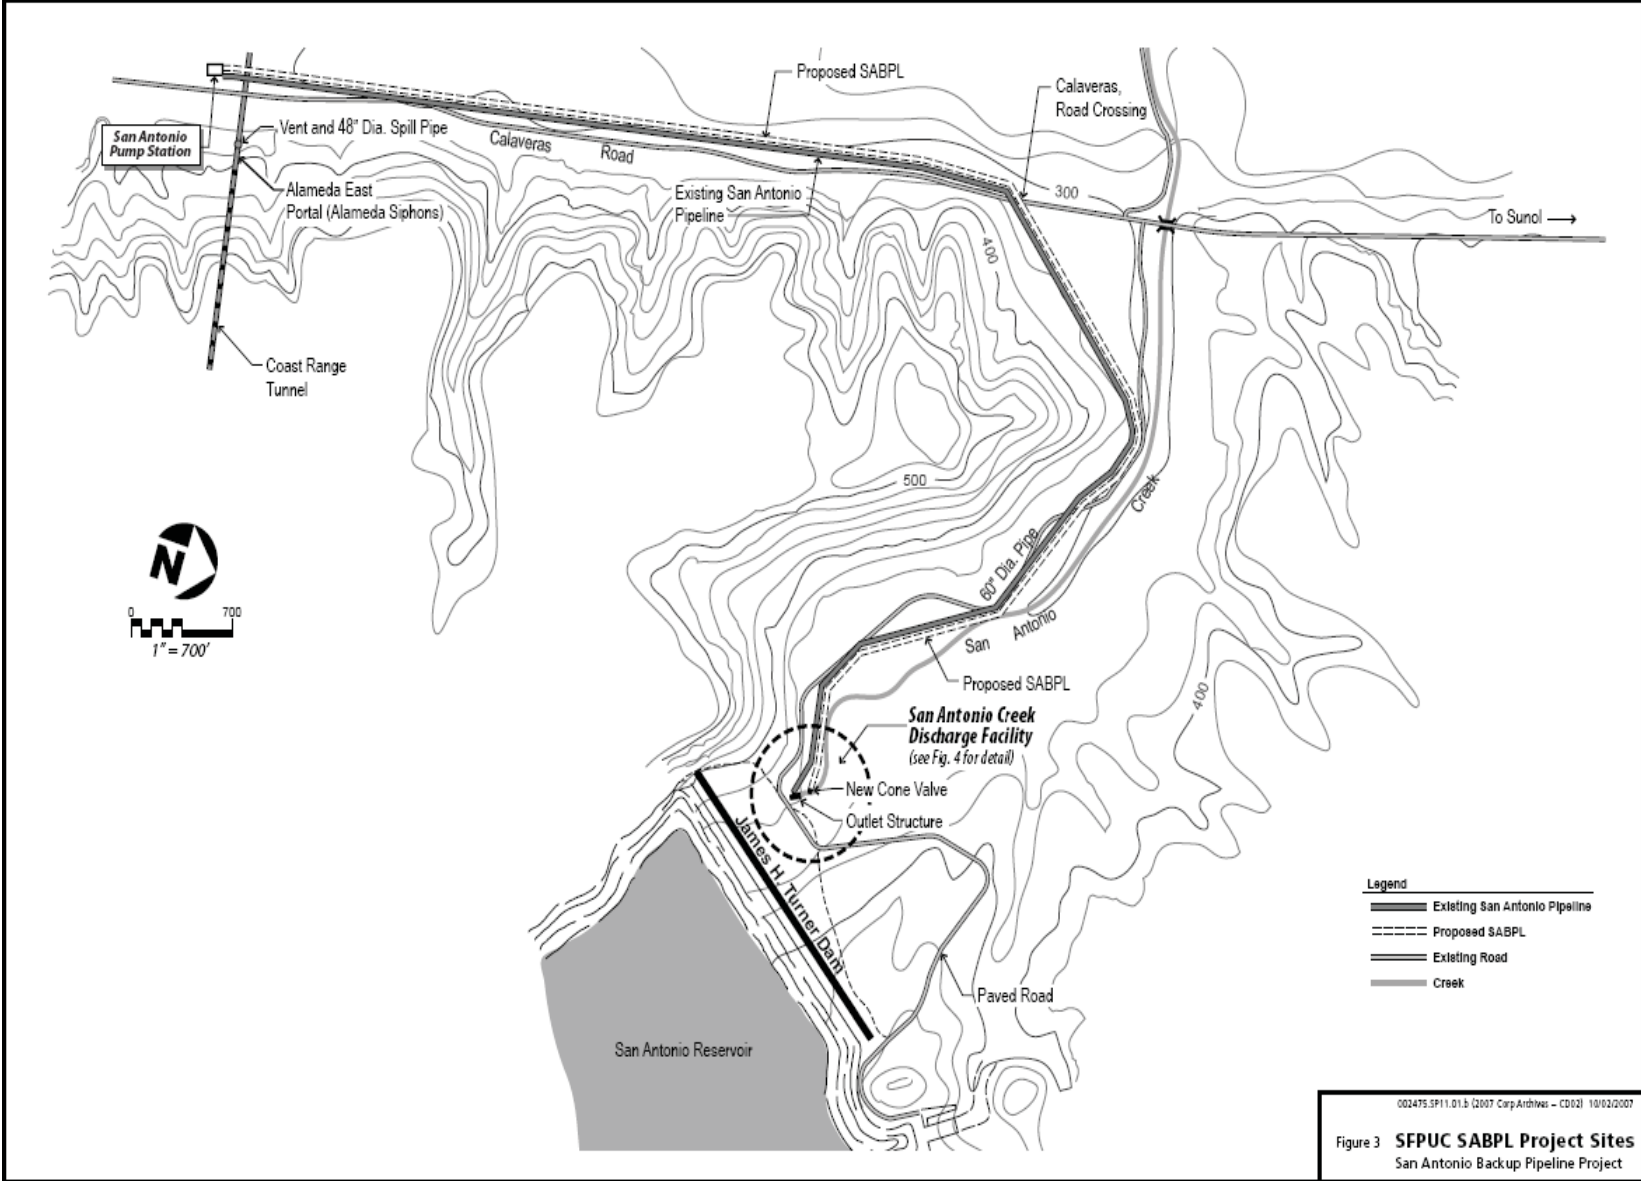 Proposed SABPL
Calaveras,
Road Crossing
San Antonio
Pump Station
Vent and 48" Dia. Spill Pipe
Calaveras Road
Alameda East
Portal (Alameda Siphons)
Existing San Antonio
Pipeline
300
To Sunol
400
Coast Range
Tunnel
500
Creek
60" Dia. Pipe
N
0 700
1" = 700'
San Antonio
Proposed SABPL
400
San Antonio Creek
Discharge Facility
(see Fig. 4 for detail)
New Cone Valve
Outlet Structure
James H. Turner Dam
Legend
Existing San Antonio Pipeline
Proposed SABPL
Existing Road
Creek
Paved Road
San Antonio Reservoir
002475.SP11.01.b (2007 Corp Archives – CD02) 10/02/2007
Figure 3 SFPUC SABPL Project Sites
San Antonio Backup Pipeline Project